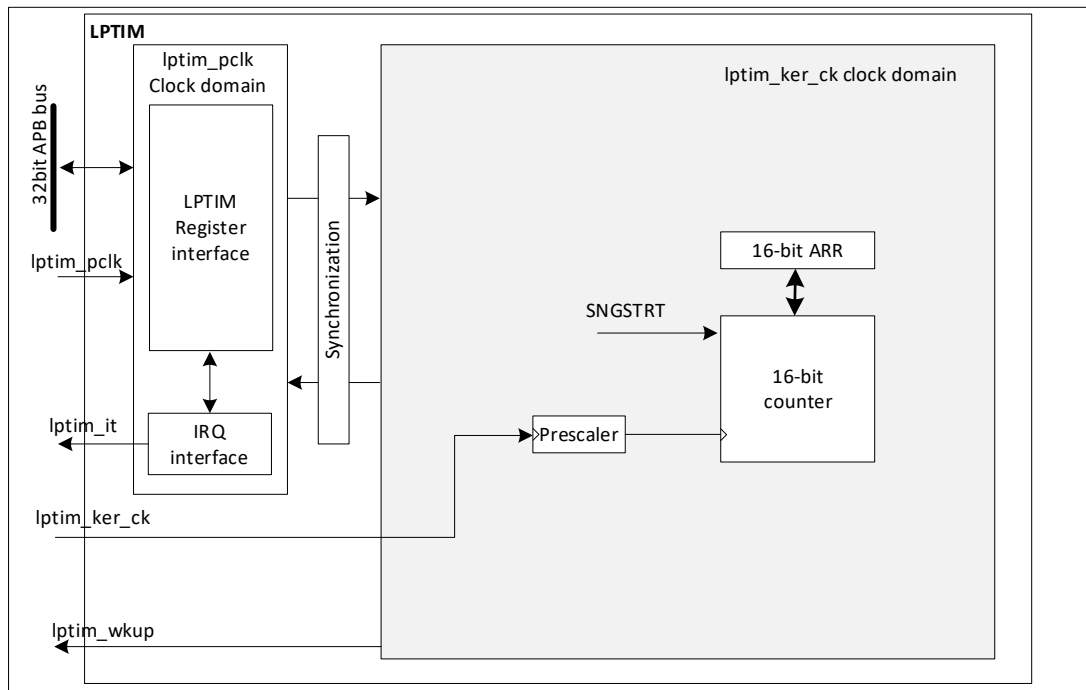 LPTIM
lptim_pclk
Clock domain
lptim_ker_ck clock domain
32bit APB bus
LPTIM
Register
interface
Synchronization
16-bit ARR
lptim_pclk
SNGSTRT
16-bit
counter
lptim_it
IRQ
interface
Prescaler
lptim_ker_ck
lptim_wkup